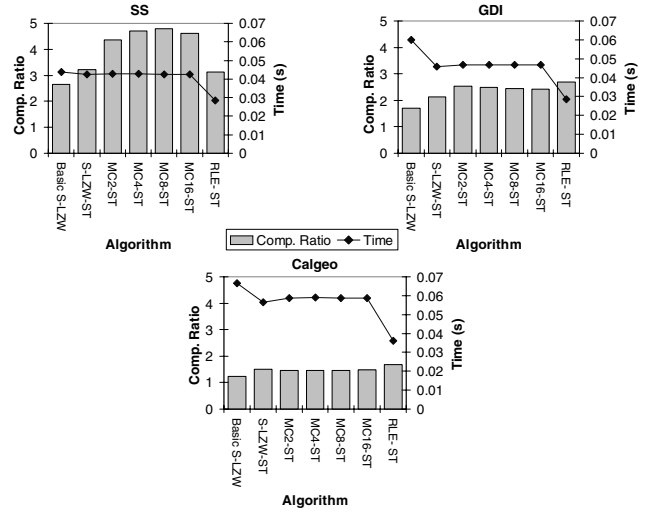 SS
5
4
3
2
1
0
Comp. Ratio
0.07
0.06
0.05
0.04
0.03
0.02
0.01
0
Time (s)
Basic S-LZW
S-LZW-ST
MC2-ST
MC4-ST
MC8-ST
MC16-ST
RLE- ST
Algorithm
GDI
5
4
3
2
1
0
Comp. Ratio
0.07
0.06
0.05
0.04
0.03
0.02
0.01
0
Time (s)
Basic S-LZW
S-LZW-ST
MC2-ST
MC4-ST
MC8-ST
MC16-ST
RLE- ST
Algorithm
Comp. Ratio
Time
Calgeo
5
4
3
2
1
0
Comp. Ratio
0.07
0.06
0.05
0.04
0.03
0.02
0.01
0
Time (s)
Basic S-LZW
S-LZW-ST
MC2-ST
MC4-ST
MC8-ST
MC16-ST
RLE- ST
Algorithm